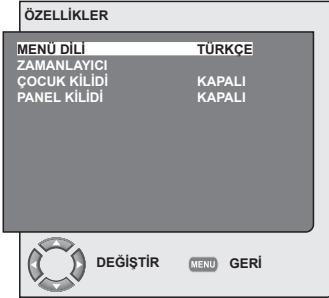 ÖZELLİKLER
MENÜ DİLİ TÜRKÇE
ZAMANLAYICI
ÇOCUK KİLİDİ KAPALI
PANEL KİLİDİ KAPALI
DEĞİŞTİR MENU GERİ